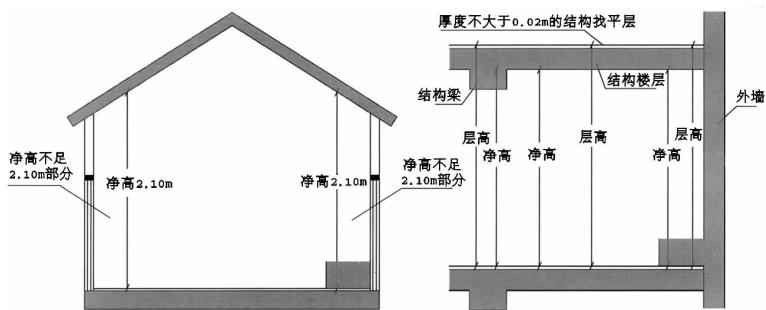 净高不足
2.10m部分
净高2.10m
净高2.10m
净高不足
2.10m部分
厚度不大于0.02m的结构找平层
结构梁
结构楼层
外墙
层高
净高
净高
层高
净高
层高